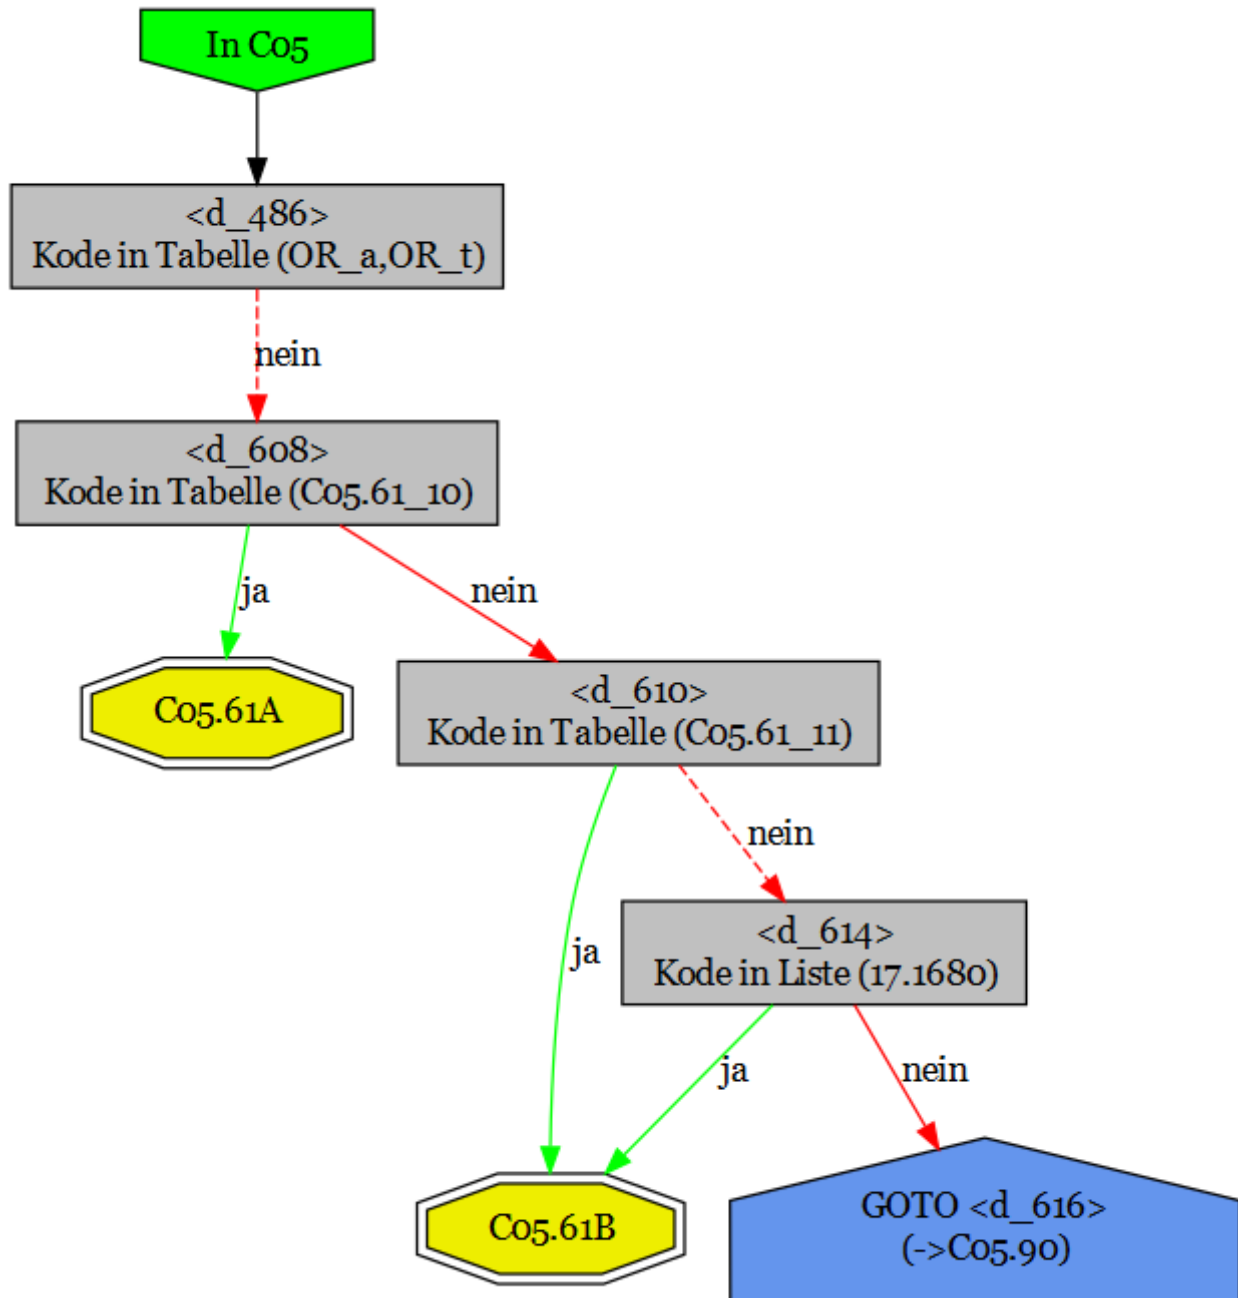 In C05
<d_486>
Kode in Tabelle (OR_a,OR_t)
nein
<d_608>
Kode in Tabelle (C05.61_10)
ja
nein
C05.61A
<d_610>
Kode in Tabelle (C05.61_11)
nein
ja
<d_614>
Kode in Liste (17.1680)
ja
nein
C05.61B
GOTO <d_616>
(->C05.90)